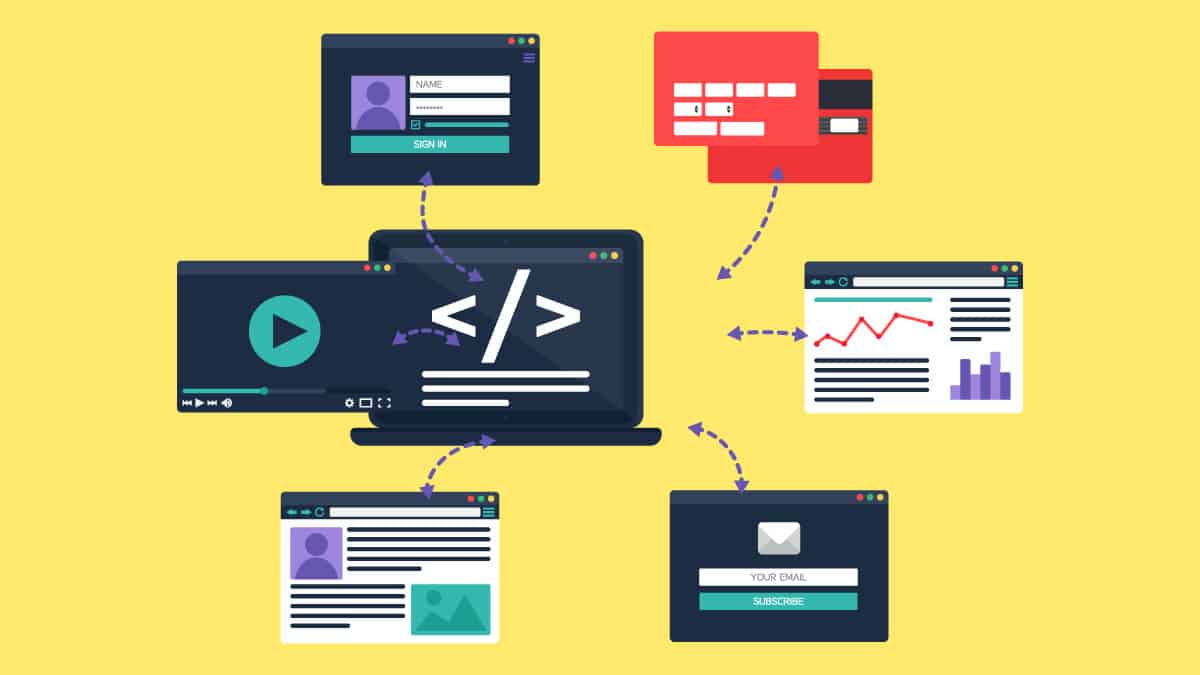 NAME
********
SIGN IN
</>
YOUR EMAIL
SUBSCRIBE